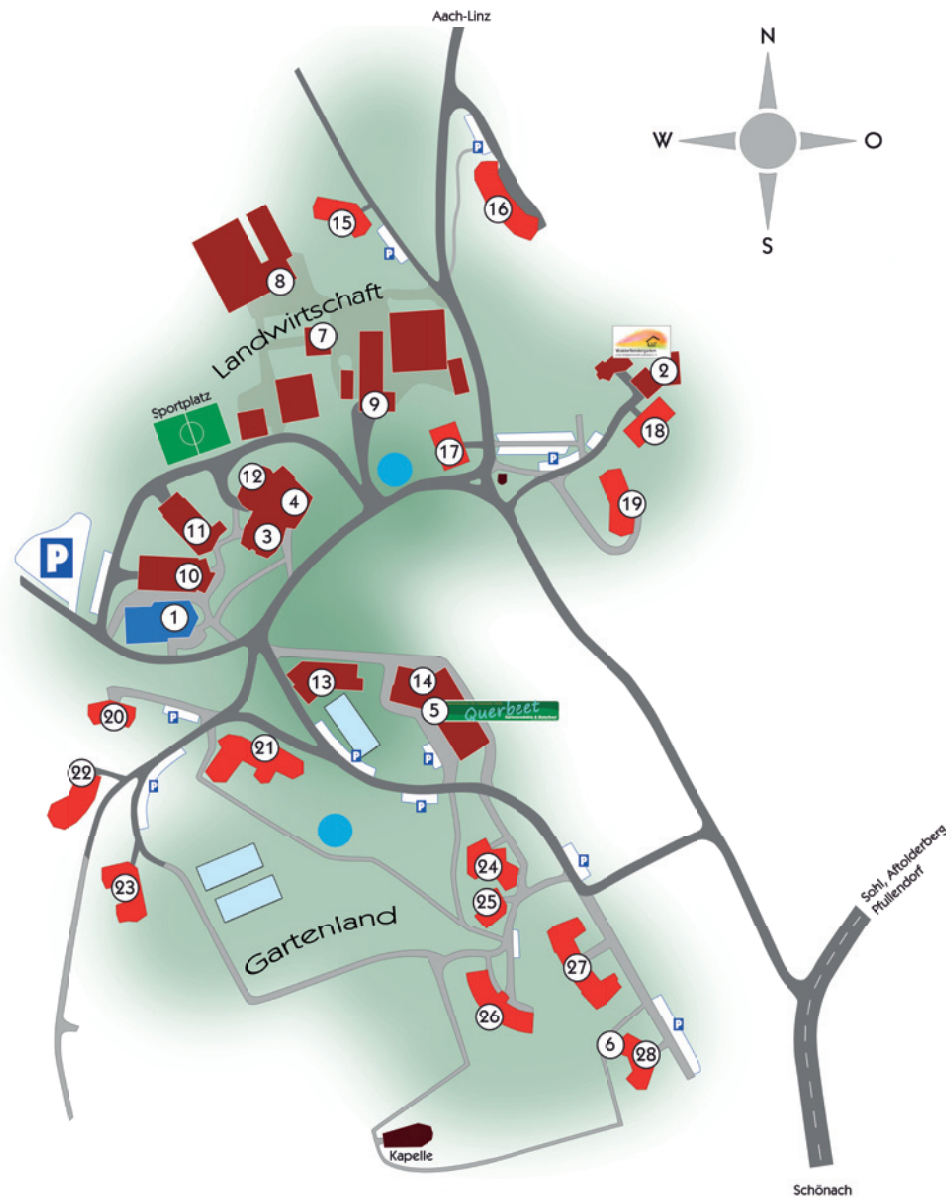 Aach-Linz
N
W
O
S
P
16
15
P
8
Landwirtschaft
7
2
Sportplatz
9
18
17
P
12
4
19
11
3
P
10
1
13
14
5
Querbeet
20
P
21
P
P
22
P
P
23
24
P
25
Sohl, Aftolderberg
Pfullendorf
Gartenland
27
26
P
6
28
Kapelle
Schönach